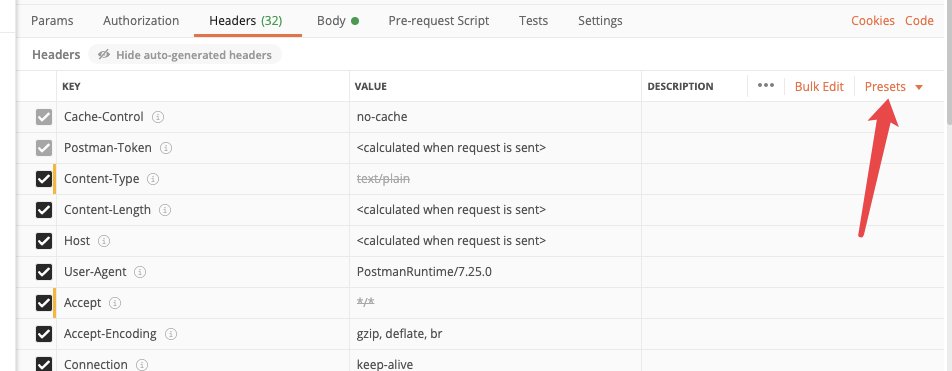 Params Authorization Headers (32) Body Pre-request Script Tests Settings Cookies Code
Headers Hide auto-generated headers
KEY VALUE DESCRIPTION ••• Bulk Edit Presets
Cache-Control no-cache
Postman-Token <calculated when request is sent>
Content-Type text/plain
Content-Length <calculated when request is sent>
Host <calculated when request is sent>
User-Agent PostmanRuntime/7.25.0
Accept */*
Accept-Encoding gzip, deflate, br
Connection keep-alive